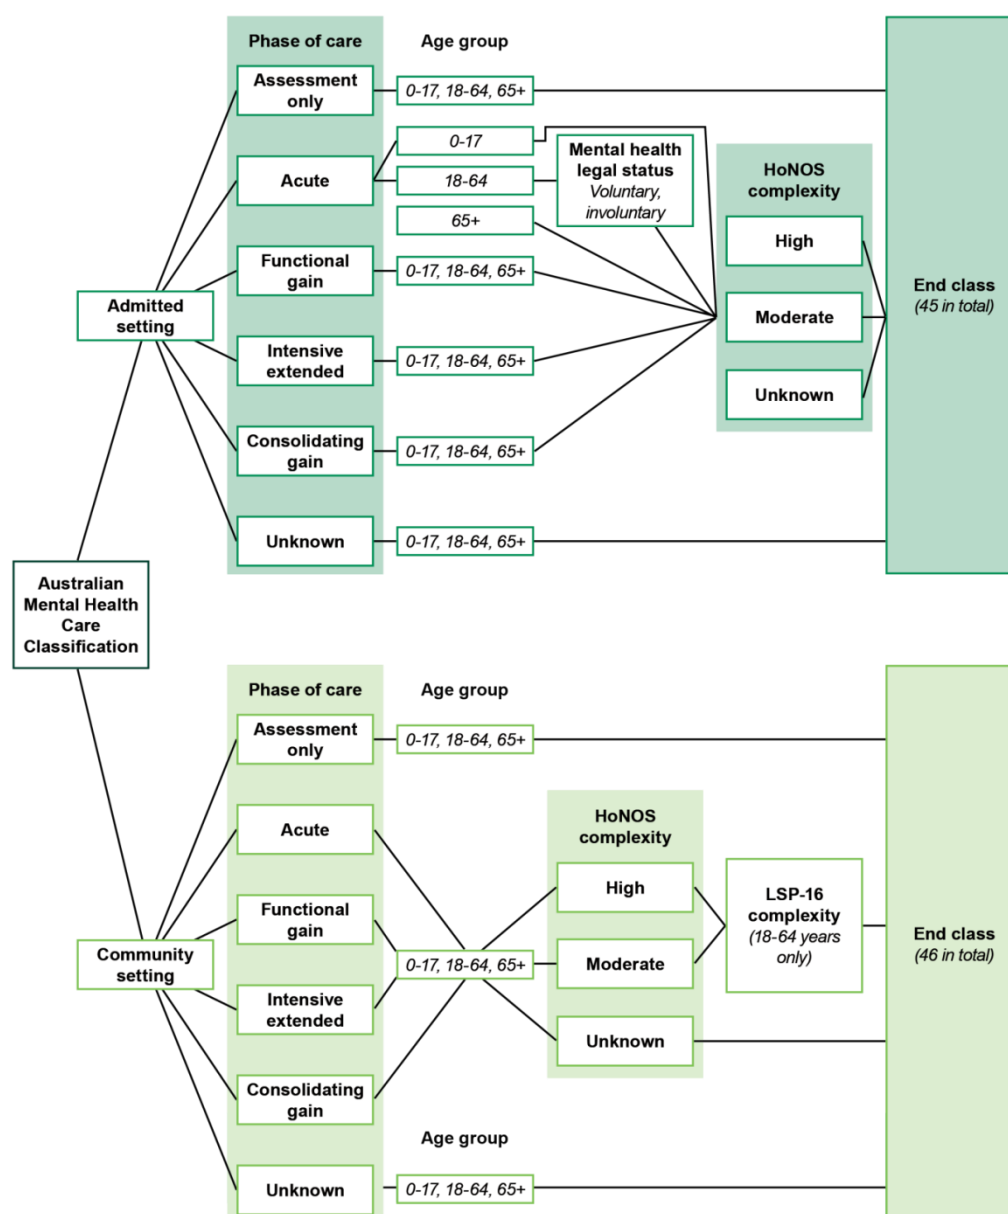 Phase of care
Age group
Assessment
only
0-17, 18-64, 65+
Acute
0-17
18-64
65+
Mental health
legal status
Voluntary,
involuntary
HoNOS
complexity
High
Moderate
Unknown
Functional
gain
0-17, 18-64, 65+
Admitted
setting
Intensive
extended
0-17, 18-64, 65+
Consolidating
gain
0-17, 18-64, 65+
Unknown
0-17, 18-64, 65+
End class
(45 in total)
Australian
Mental Health
Care
Classification
Phase of care
Age group
Assessment
only
0-17, 18-64, 65+
Acute
Functional
gain
Community
setting
Intensive
extended
0-17, 18-64, 65+
Consolidating
gain
HoNOS
complexity
High
Moderate
Unknown
LSP-16
complexity
(18-64 years
only)
End class
(46 in total)
Age group
Unknown
0-17, 18-64, 65+